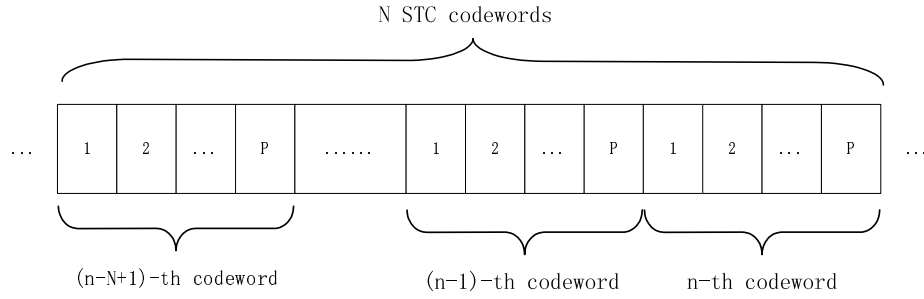 N STC codewords
... 1 2 ... P ...... 1 2 ... P 1 2 ... P ...
(n-N+1)-th codeword (n-1)-th codeword n-th codeword